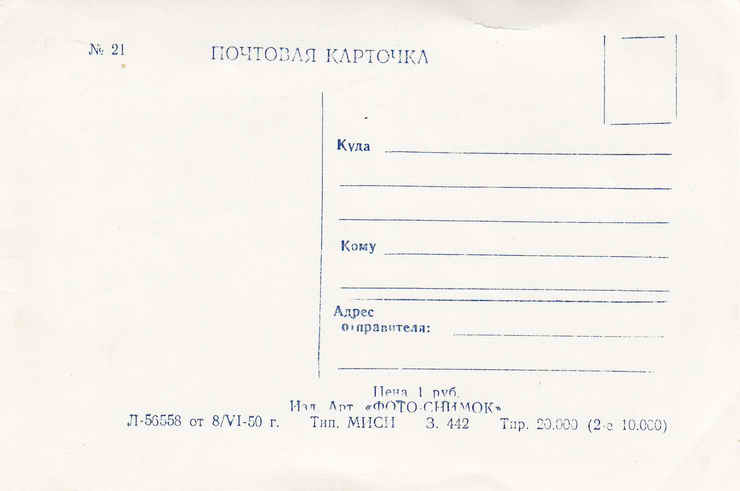 № 21
ПОЧТОВАЯ КАРТОЧКА
Куда
Кому
Адрес
отправителя:
Цена 1 руб.
Изд. Арт. «ФОТО-СНИМОК»
Л-56558 от 8/VI-50 г. Тип. МИСИ З. 442 Тир. 20.000 (2-е 10.000)